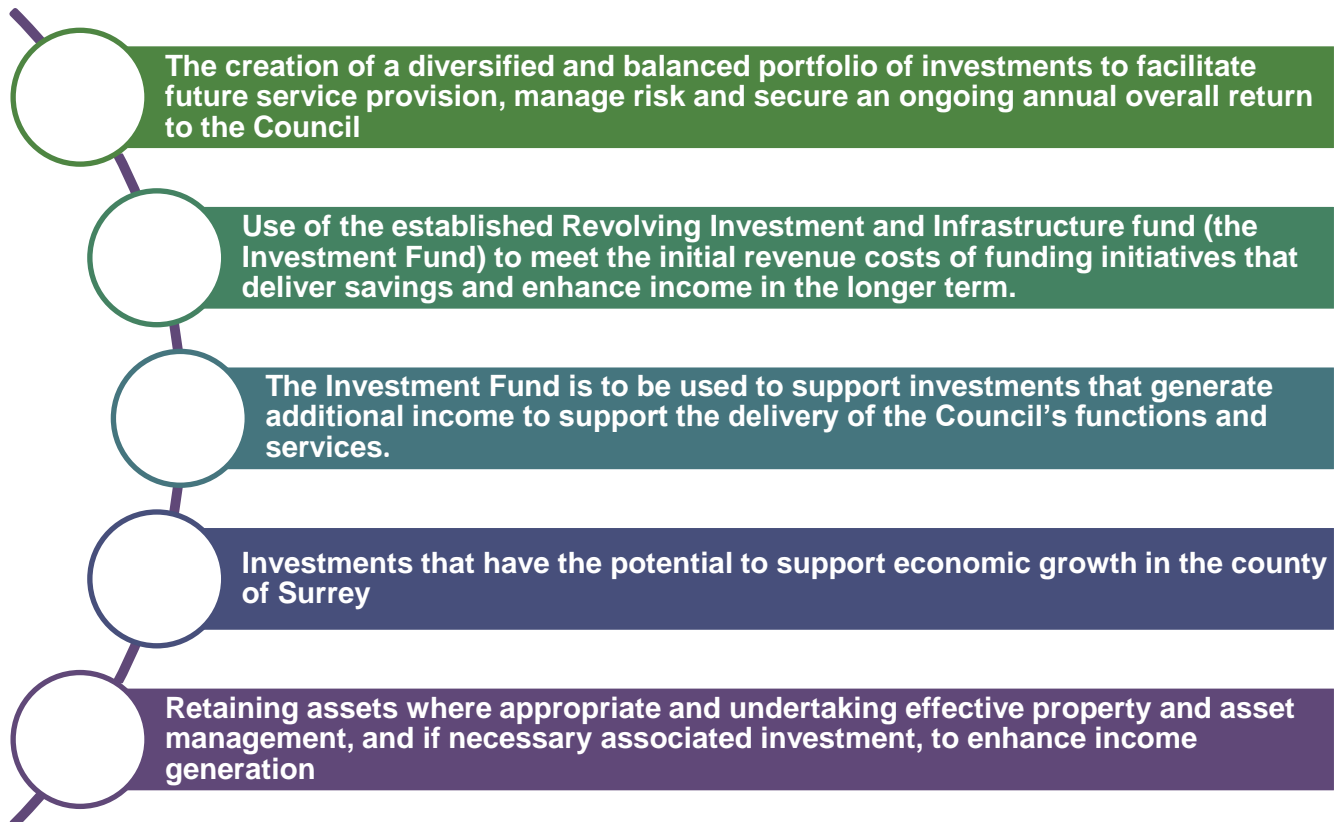 The creation of a diversified and balanced portfolio of investments to facilitate
future service provision, manage risk and secure an ongoing annual overall return
to the Council
Use of the established Revolving Investment and Infrastructure fund (the
Investment Fund) to meet the initial revenue costs of funding initiatives that
deliver savings and enhance income in the longer term.
The Investment Fund is to be used to support investments that generate
additional income to support the delivery of the Council’s functions and
services.
Investments that have the potential to support economic growth in the county
of Surrey
Retaining assets where appropriate and undertaking effective property and asset
management, and if necessary associated investment, to enhance income
generation